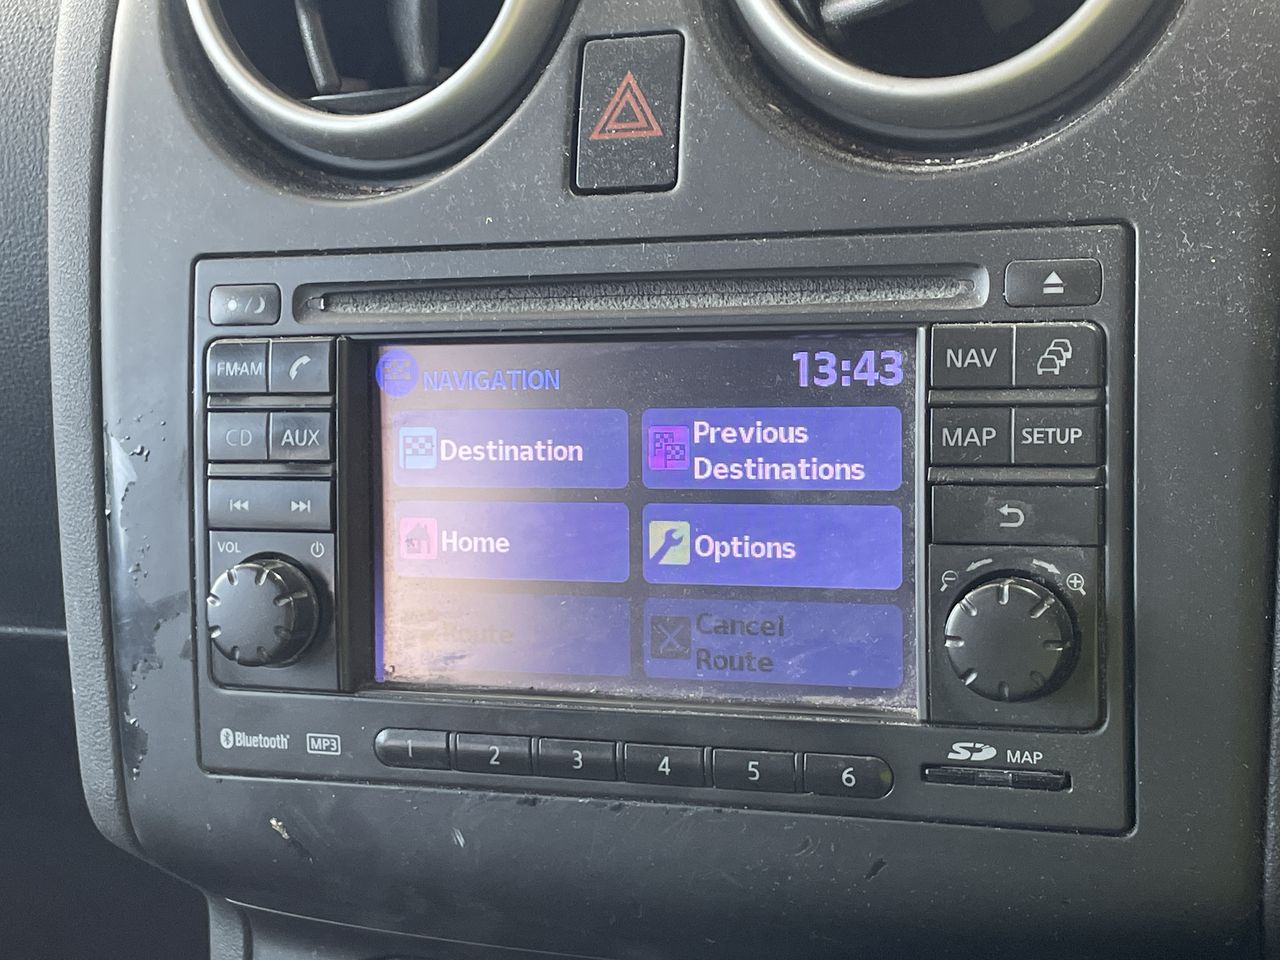 FM·AM
CD
AUX
VOL
NAVIGATION
13:43
Destination
Previous
Destinations
Home
Options
Route
Cancel
Route
NAV
MAP
SETUP
Bluetooth
MP3
1
2
3
4
5
6
SD
MAP